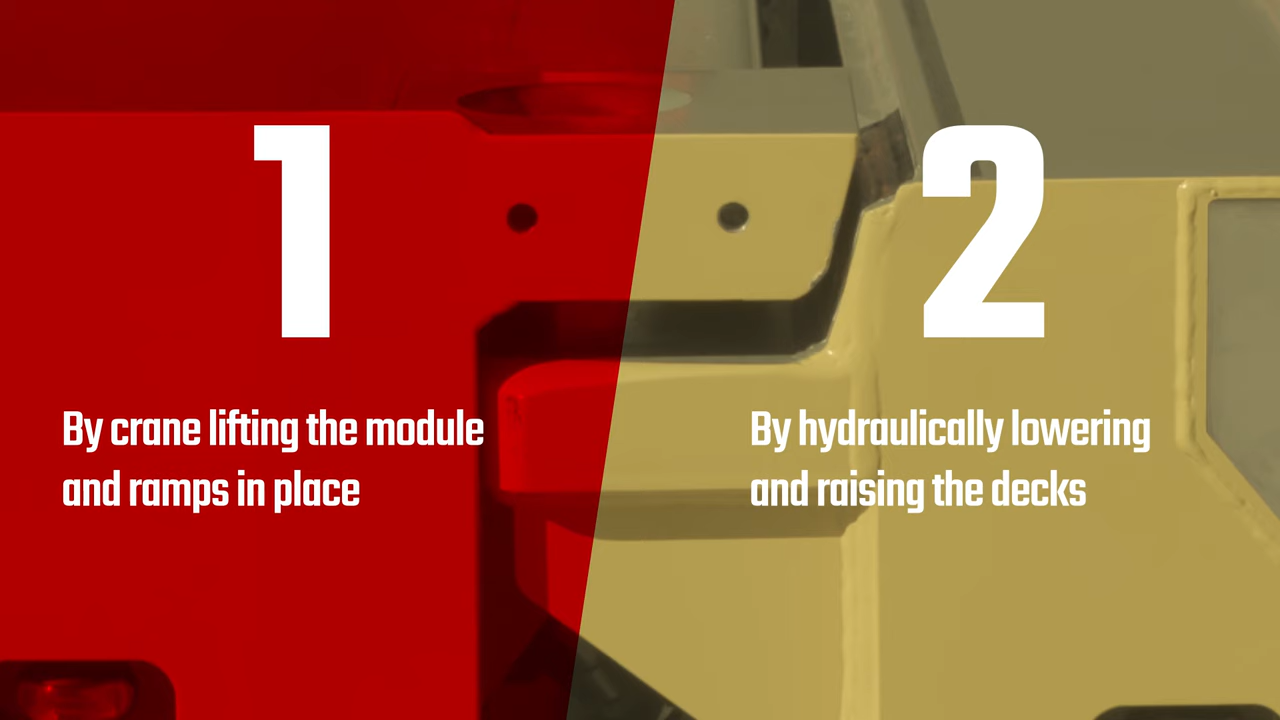 1
By crane lifting the module
and ramps in place
2
By hydraulically lowering
and raising the decks